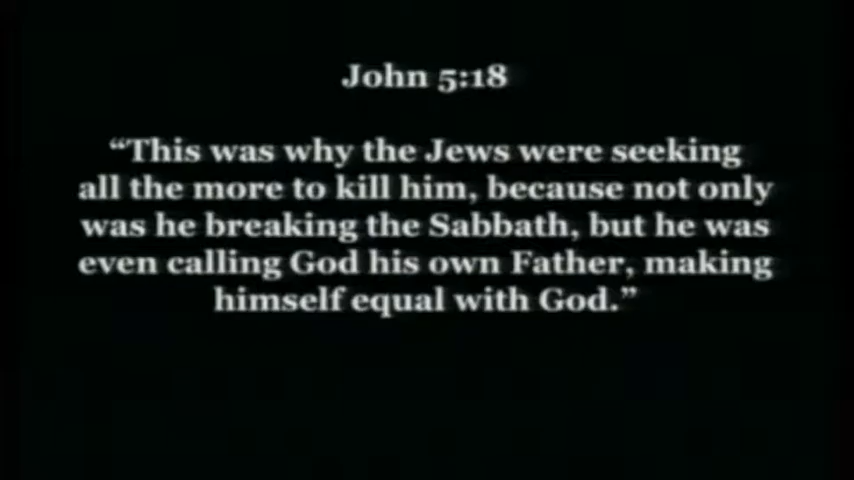 John 5:18
“This was why the Jews were seeking
all the more to kill him, because not only
was he breaking the Sabbath, but he was
even calling God his own Father, making
himself equal with God.”